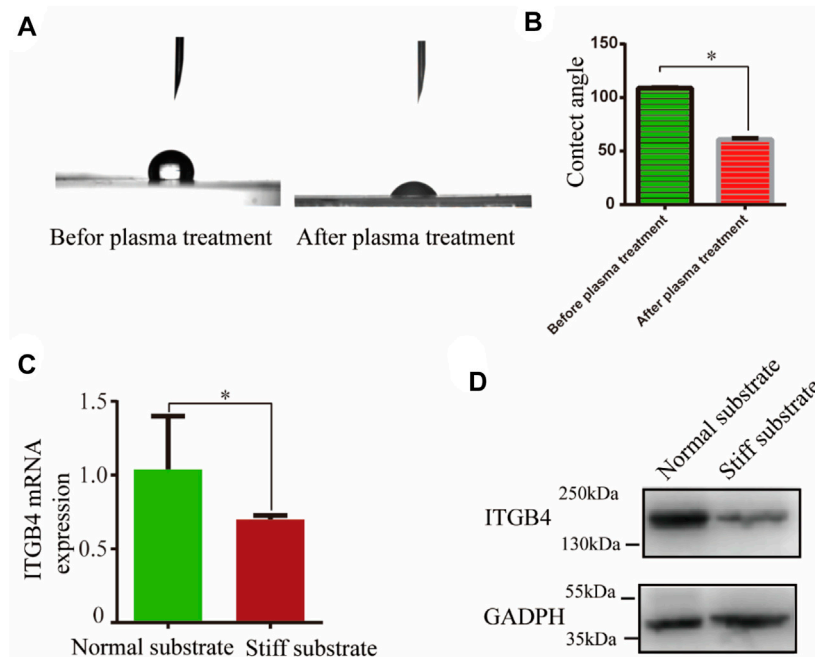 A
Befor plasma treatment
After plasma treatment
B
Contect angle
150
100
50
0
*
Before plasma treatment
After plasma treatment
C
ITGB4 mRNA
expression
1.5
1.0
0.5
0
*
Normal substrate
Stiff substrate
D
Normal substrate
Stiff substrate
250kDa
ITGB4
130kDa
55kDa
GADPH
35kDa